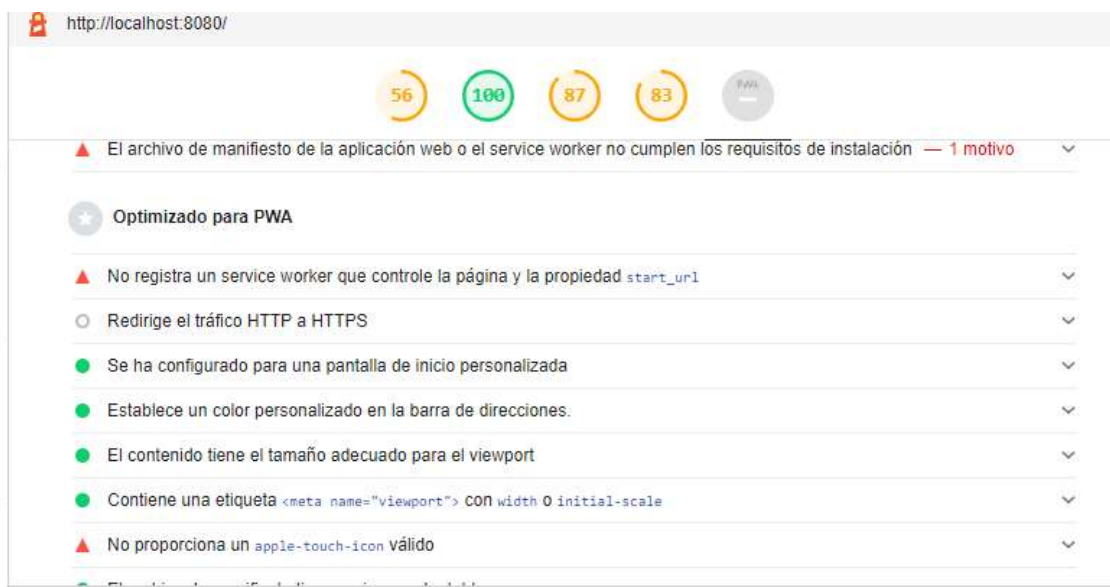 http://localhost:8080/
56 100 87 83 PWA
El archivo de manifiesto de la aplicación web o el service worker no cumplen los requisitos de instalación — 1 motivo
Optimizado para PWA
No registra un service worker que controle la página y la propiedad start_url
Redirige el tráfico HTTP a HTTPS
Se ha configurado para una pantalla de inicio personalizada
Establece un color personalizado en la barra de direcciones.
El contenido tiene el tamaño adecuado para el viewport
Contiene una etiqueta <meta name="viewport"> con width o initial-scale
No proporciona un apple-touch-icon válido